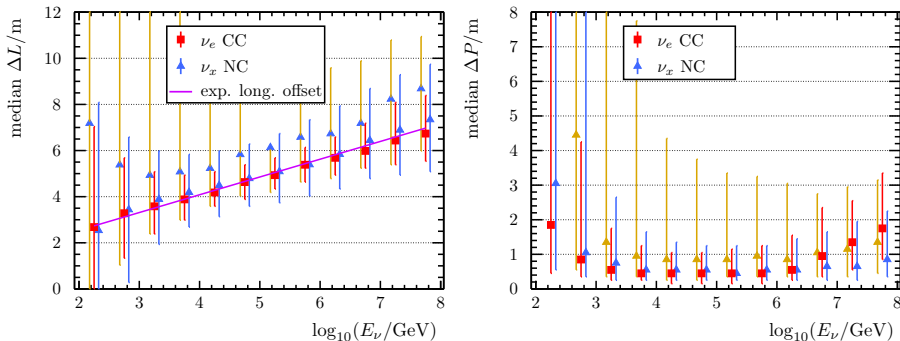 median ΔL/m
12
10
8
6
4
2
0
2 3 4 5 6 7 8
log₁₀(Eν/GeV)
νe CC
νx NC
exp. long. offset
median ΔP/m
8
7
6
5
4
3
2
1
0
2 3 4 5 6 7 8
log₁₀(Eν/GeV)
νe CC
νx NC